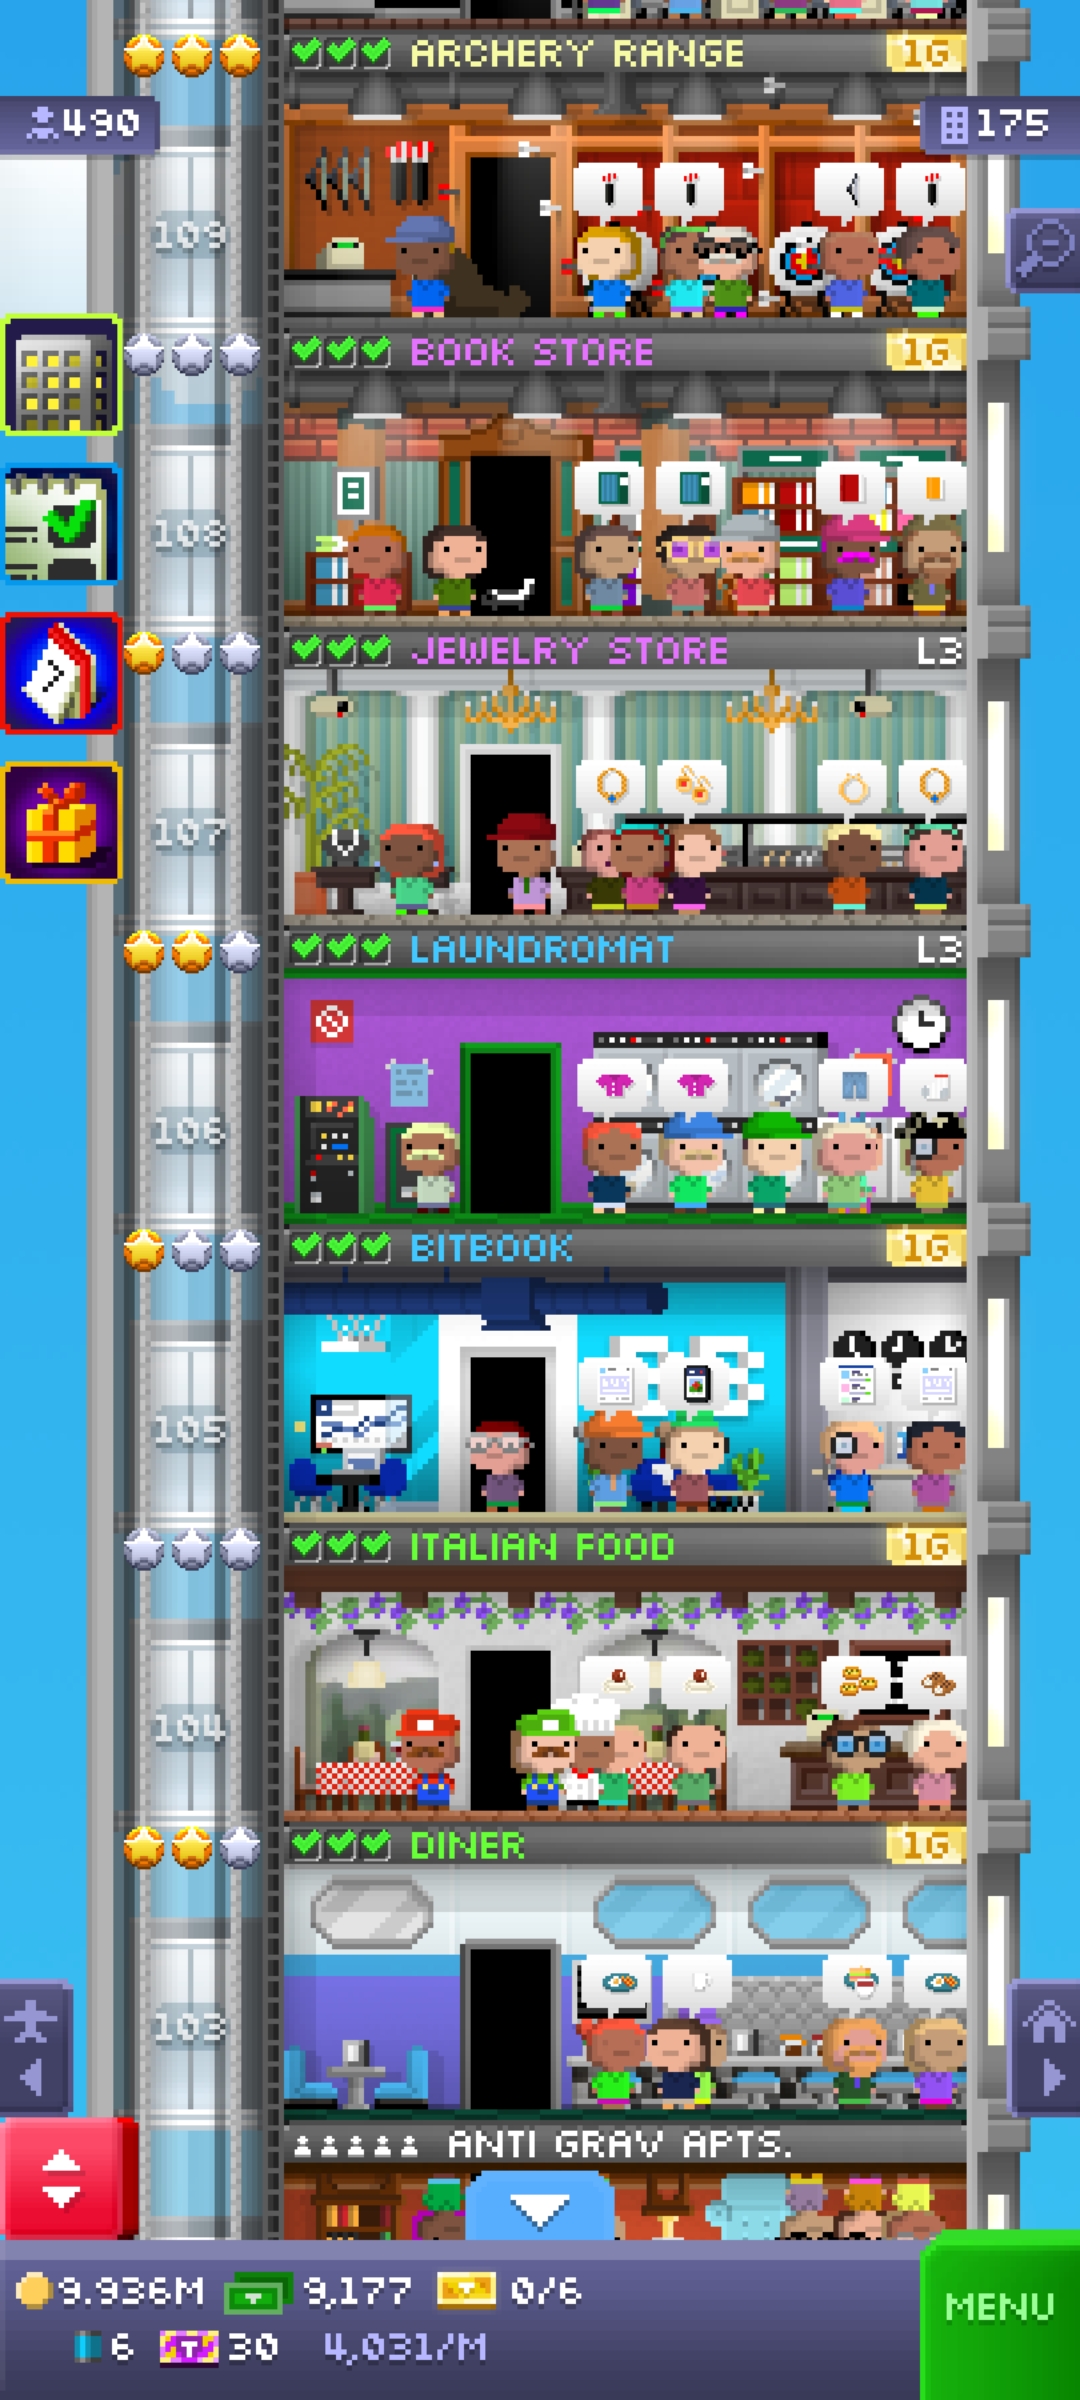 ARCHERY RANGE 1G
490
175
109
BOOK STORE 1G
108
JEWELRY STORE L3
107
LAUNDROMAT L3
106
BITBOOK 1G
105
ITALIAN FOOD 1G
104
DINER 1G
103
ANTI GRAV APTS.
9.936M 9,177 0/6
MENU
6 T 30 4,031/M